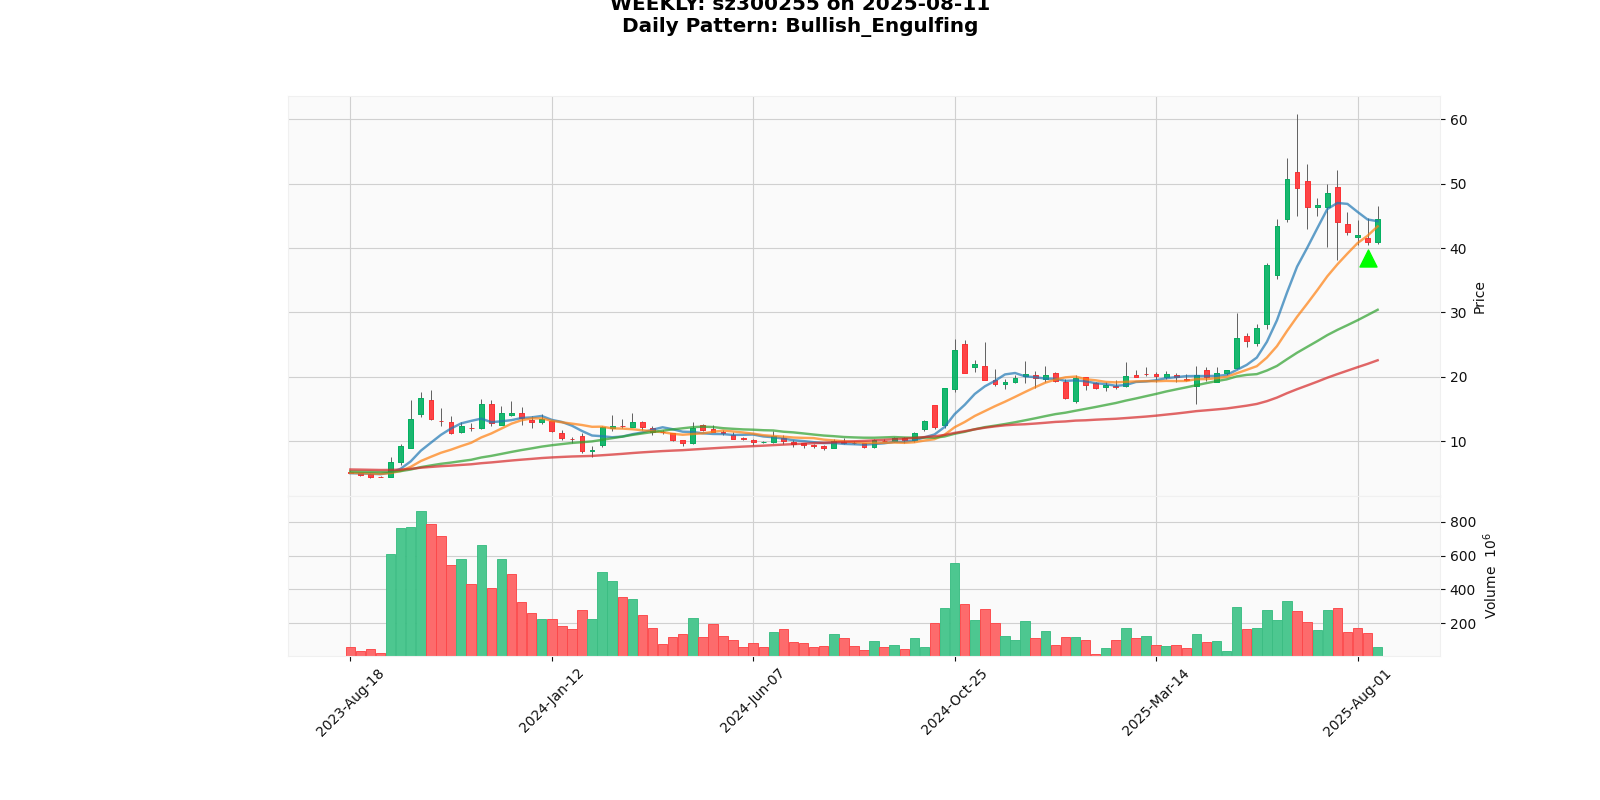 WEEKLY: sz300255 on 2025-08-11
Daily Pattern: Bullish_Engulfing
60
50
40
30
20
10
Price
800
600
400
200
Volume 10⁶
2023-Aug-18
2024-Jan-12
2024-Jun-07
2024-Oct-25
2025-Mar-14
2025-Aug-01